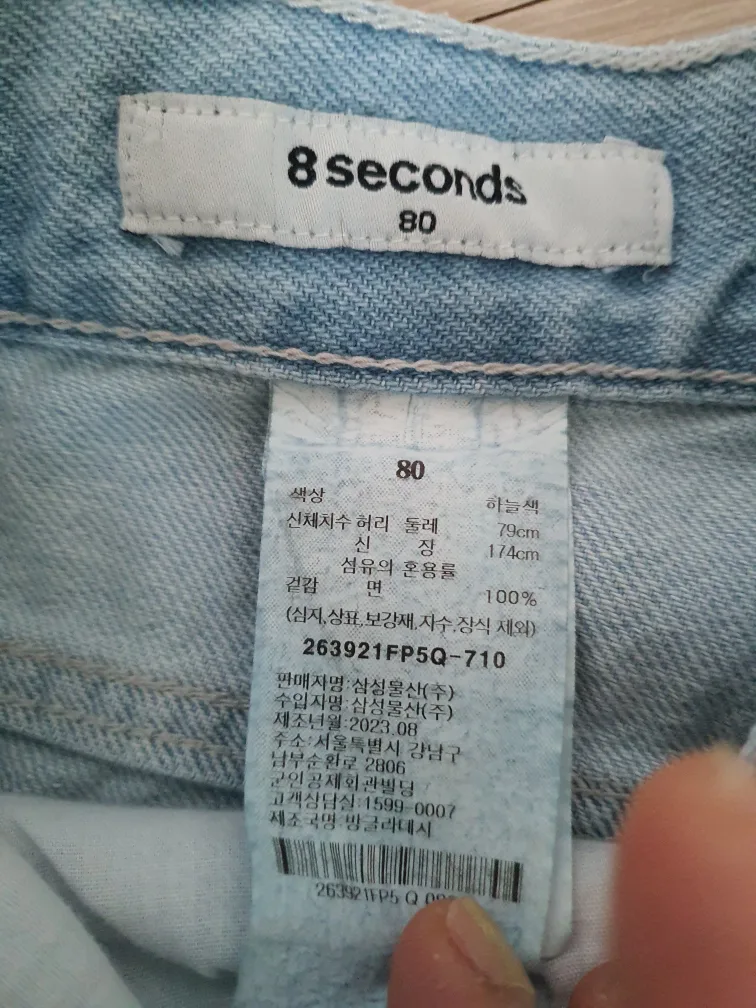 8 seconds
80
80
색상 하늘색
신체치수 허리 둘레 79cm
신 장 174cm
섬유의 혼용률
겉감 면 100%
(심지,상표,보강재,자수,장식 제외)
263921FP5Q-710
판매자명:삼성물산(주)
수입자명:삼성물산(주)
제조년월:2023.08
주소:서울특별시 강남구
남부순환로 2806
군인공제회관빌딩
고객상담실:1599-0007
제조국명:방글라데시
263921FP5 Q